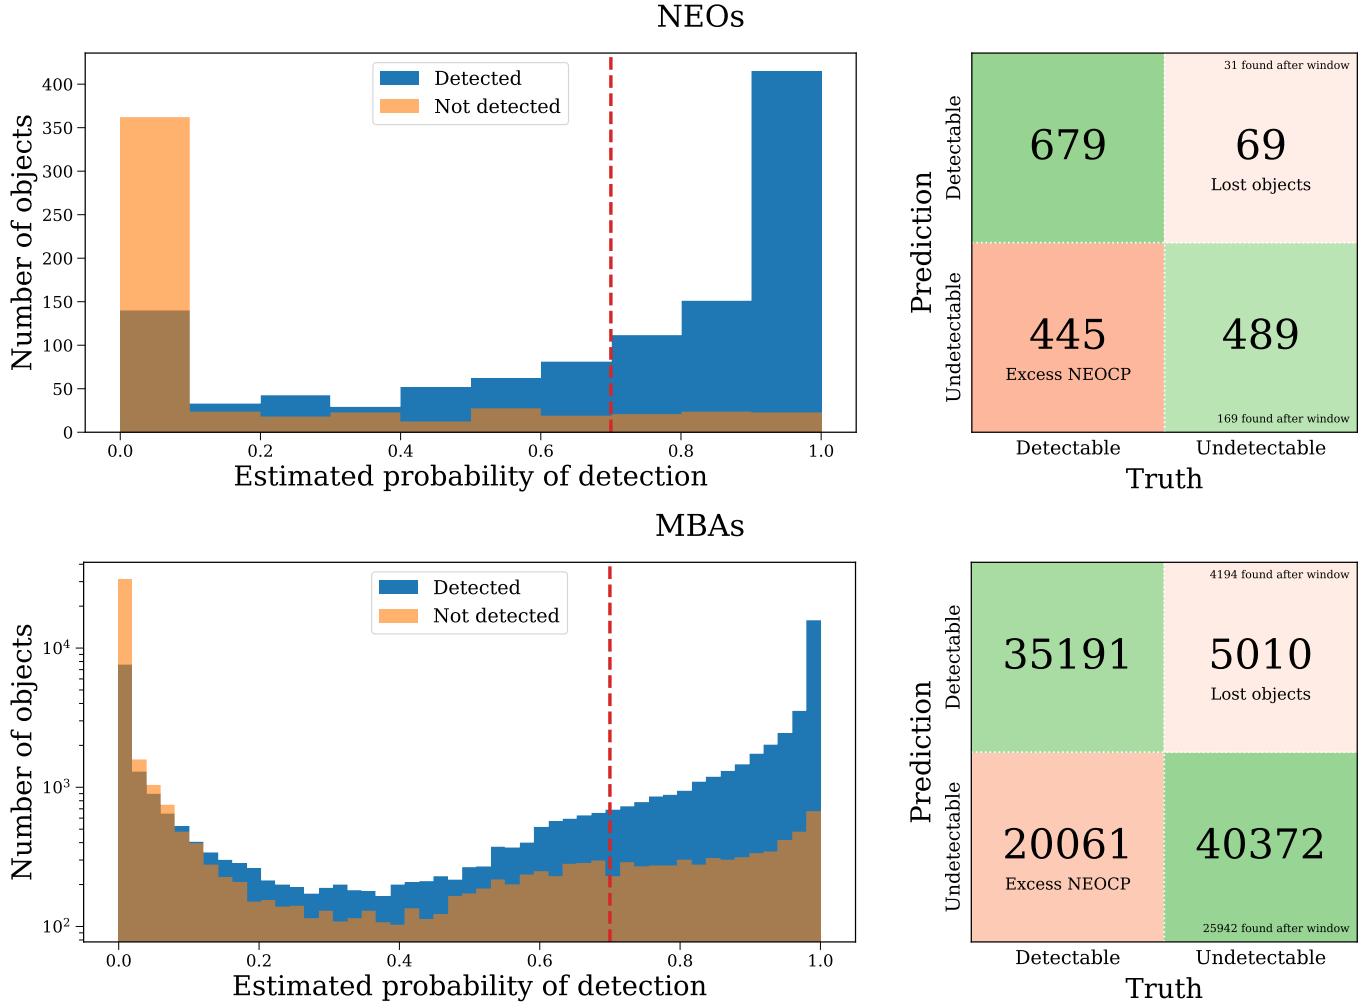 NEOs
Number of objects
400
350
300
250
200
150
100
50
0
Detected
Not detected
0.0 0.2 0.4 0.6 0.8 1.0
Estimated probability of detection
Prediction
Detectable
Undetectable
679
31 found after window
69
Lost objects
445
Excess NEOCP
489
169 found after window
Detectable Undetectable
Truth
MBAs
Number of objects
10⁴
10³
10²
Detected
Not detected
0.0 0.2 0.4 0.6 0.8 1.0
Estimated probability of detection
Prediction
Detectable
Undetectable
35191
4194 found after window
5010
Lost objects
20061
Excess NEOCP
40372
25942 found after window
Detectable Undetectable
Truth